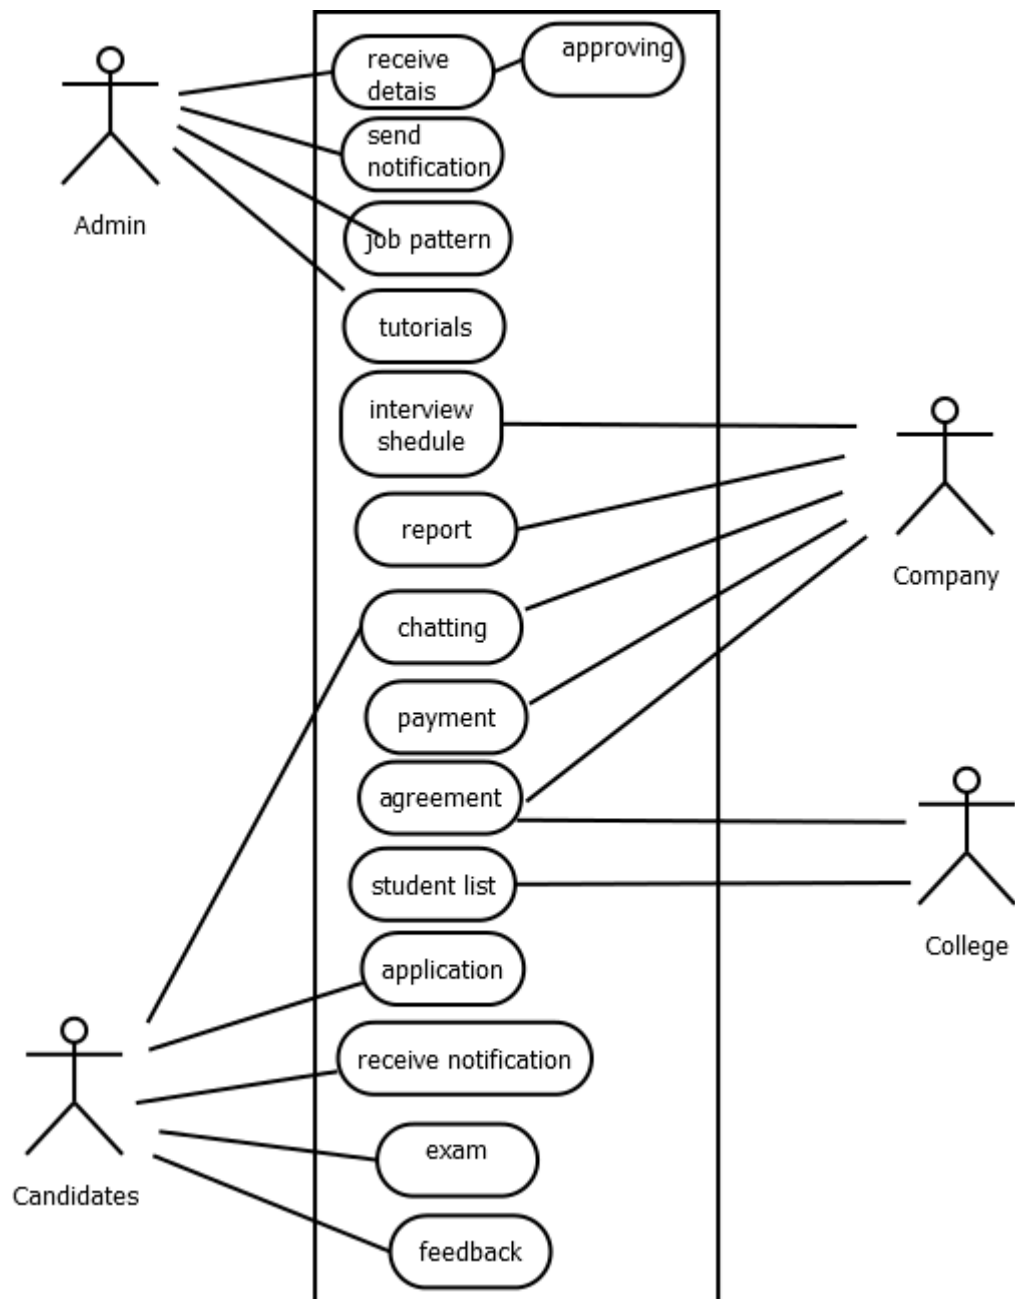 receive
detais
approving
send
notification
Admin
job pattern
tutorials
interview
shedule
report
Company
chatting
payment
agreement
student list
College
application
receive notification
exam
Candidates
feedback